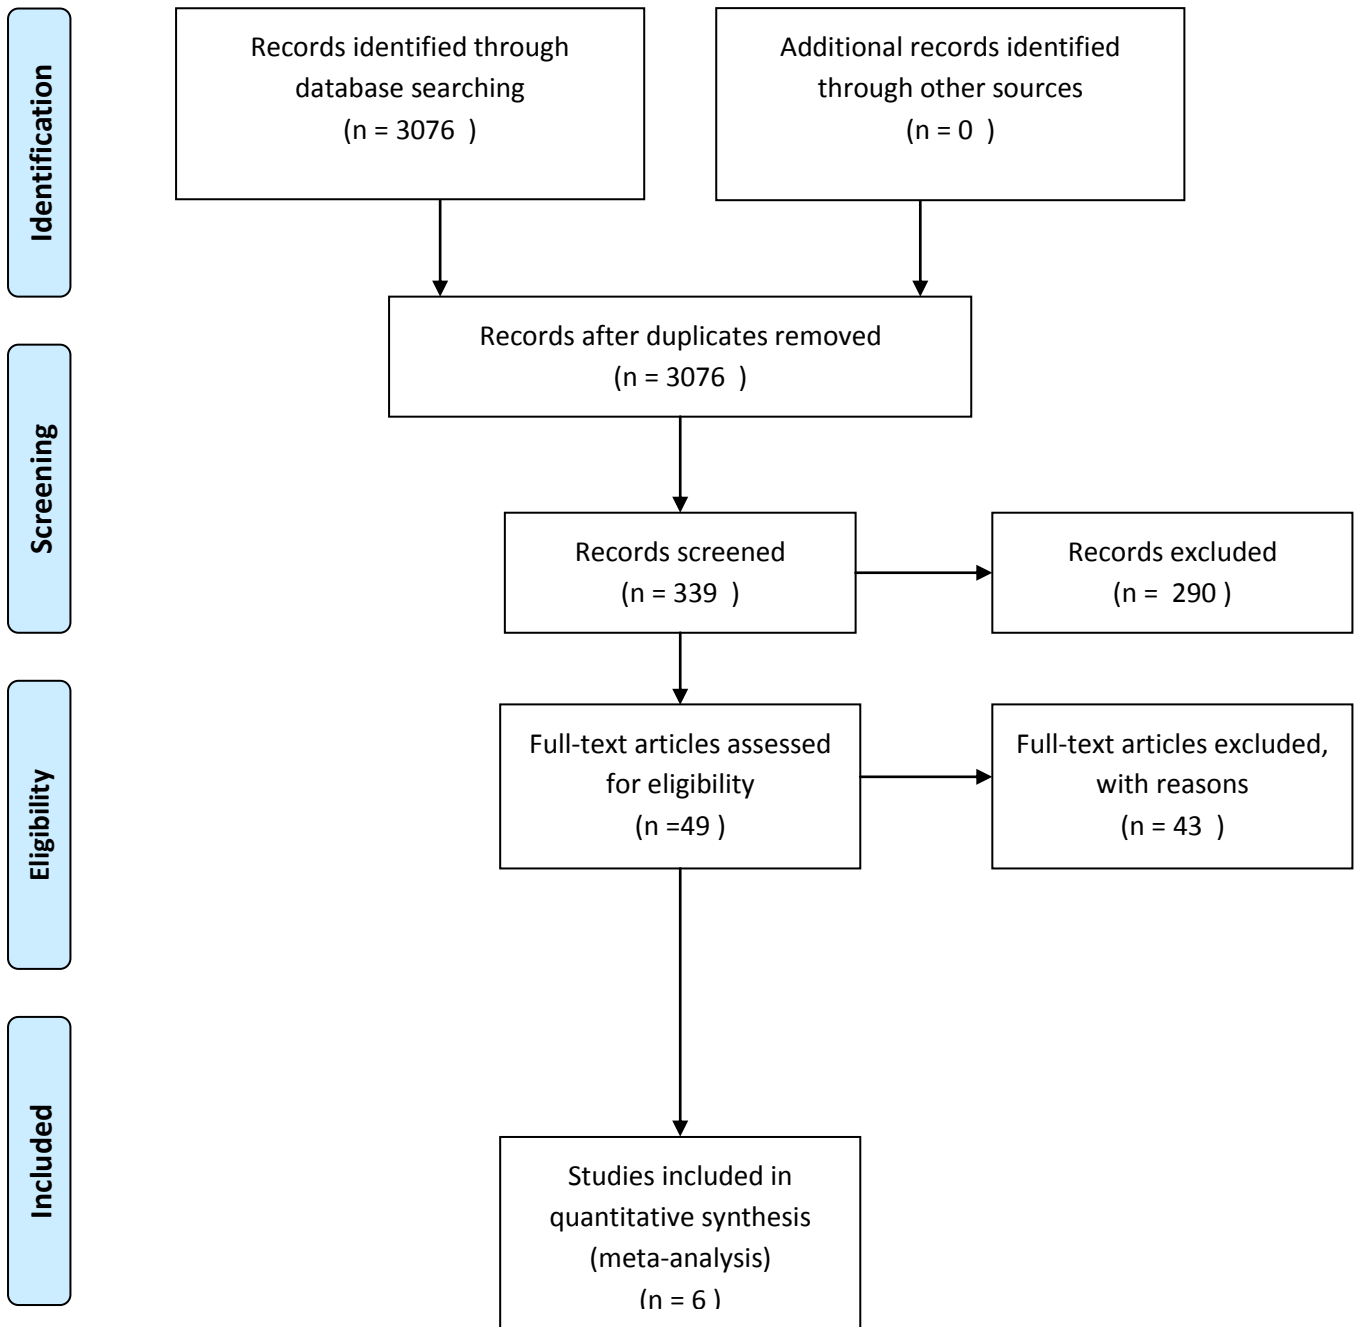 Identification
Records identified through
database searching
(n = 3076  )
Additional records identified
through other sources
(n = 0  )
Records after duplicates removed
(n = 3076  )
Screening
Records screened
(n = 339  )
Records excluded
(n =  290 )
Eligibility
Full-text articles assessed
for eligibility
(n =49 )
Full-text articles excluded,
with reasons
(n = 43  )
Included
Studies included in
quantitative synthesis
(meta-analysis)
(n = 6 )